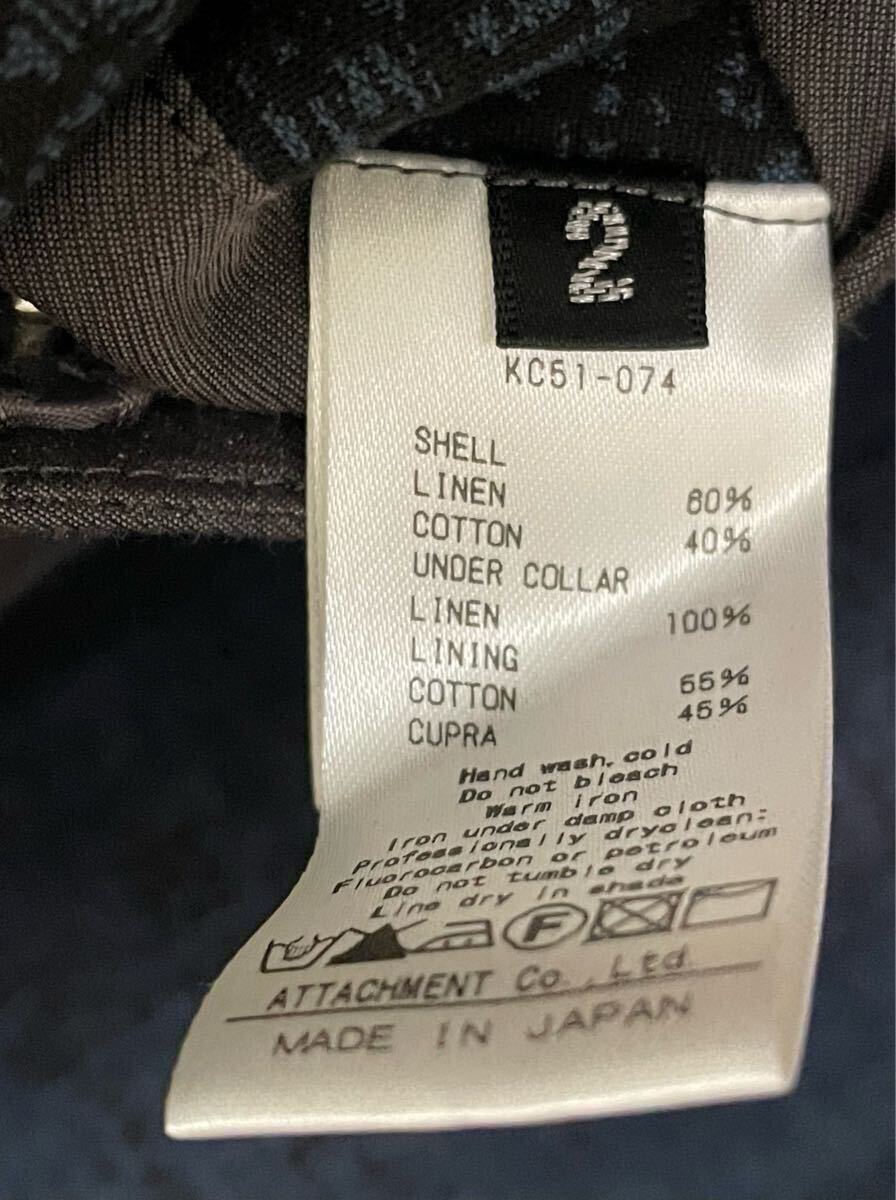 2
KC51-074
SHELL
LINEN 60%
COTTON 40%
UNDER COLLAR
LINEN 100%
LINING
COTTON 55%
CUPRA 45%
Hand wash, cold
Do not bleach
Warm iron
Iron under damp cloth
Professionally dryclean:
Fluorocarbon or petroleum
Do not tumble dry
Line dry in shade
F
ATTACHMENT Co.,Ltd.
MADE IN JAPAN